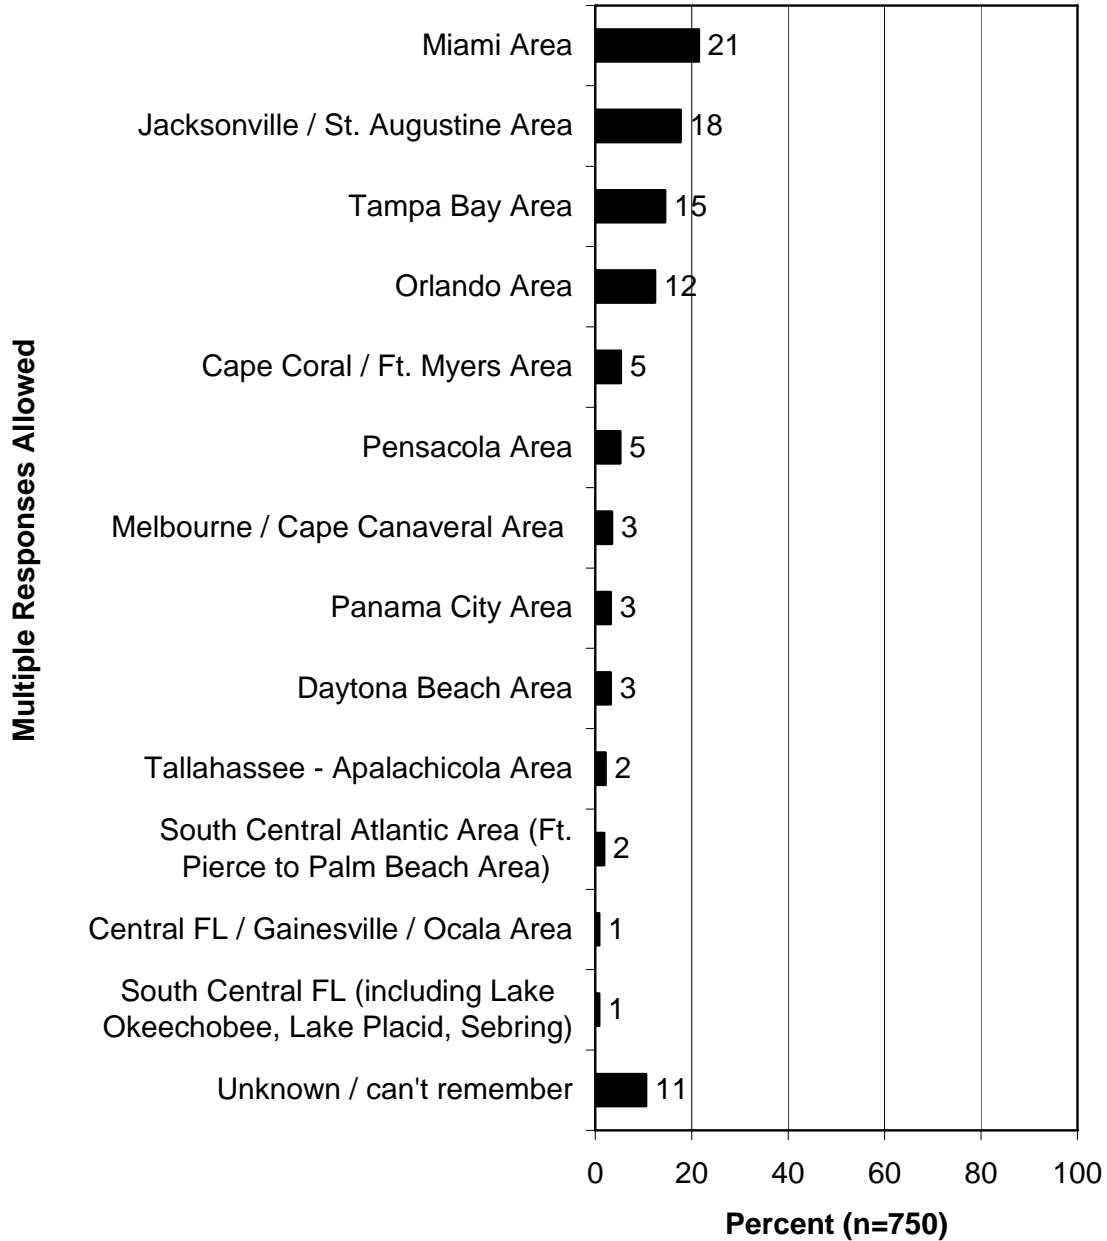 Multiple Responses Allowed
Miami Area 21
Jacksonville / St. Augustine Area 18
Tampa Bay Area 15
Orlando Area 12
Cape Coral / Ft. Myers Area 5
Pensacola Area 5
Melbourne / Cape Canaveral Area 3
Panama City Area 3
Daytona Beach Area 3
Tallahassee - Apalachicola Area 2
South Central Atlantic Area (Ft.
Pierce to Palm Beach Area) 2
Central FL / Gainesville / Ocala Area 1
South Central FL (including Lake
Okeechobee, Lake Placid, Sebring) 1
Unknown / can't remember 11
0 20 40 60 80 100
Percent (n=750)